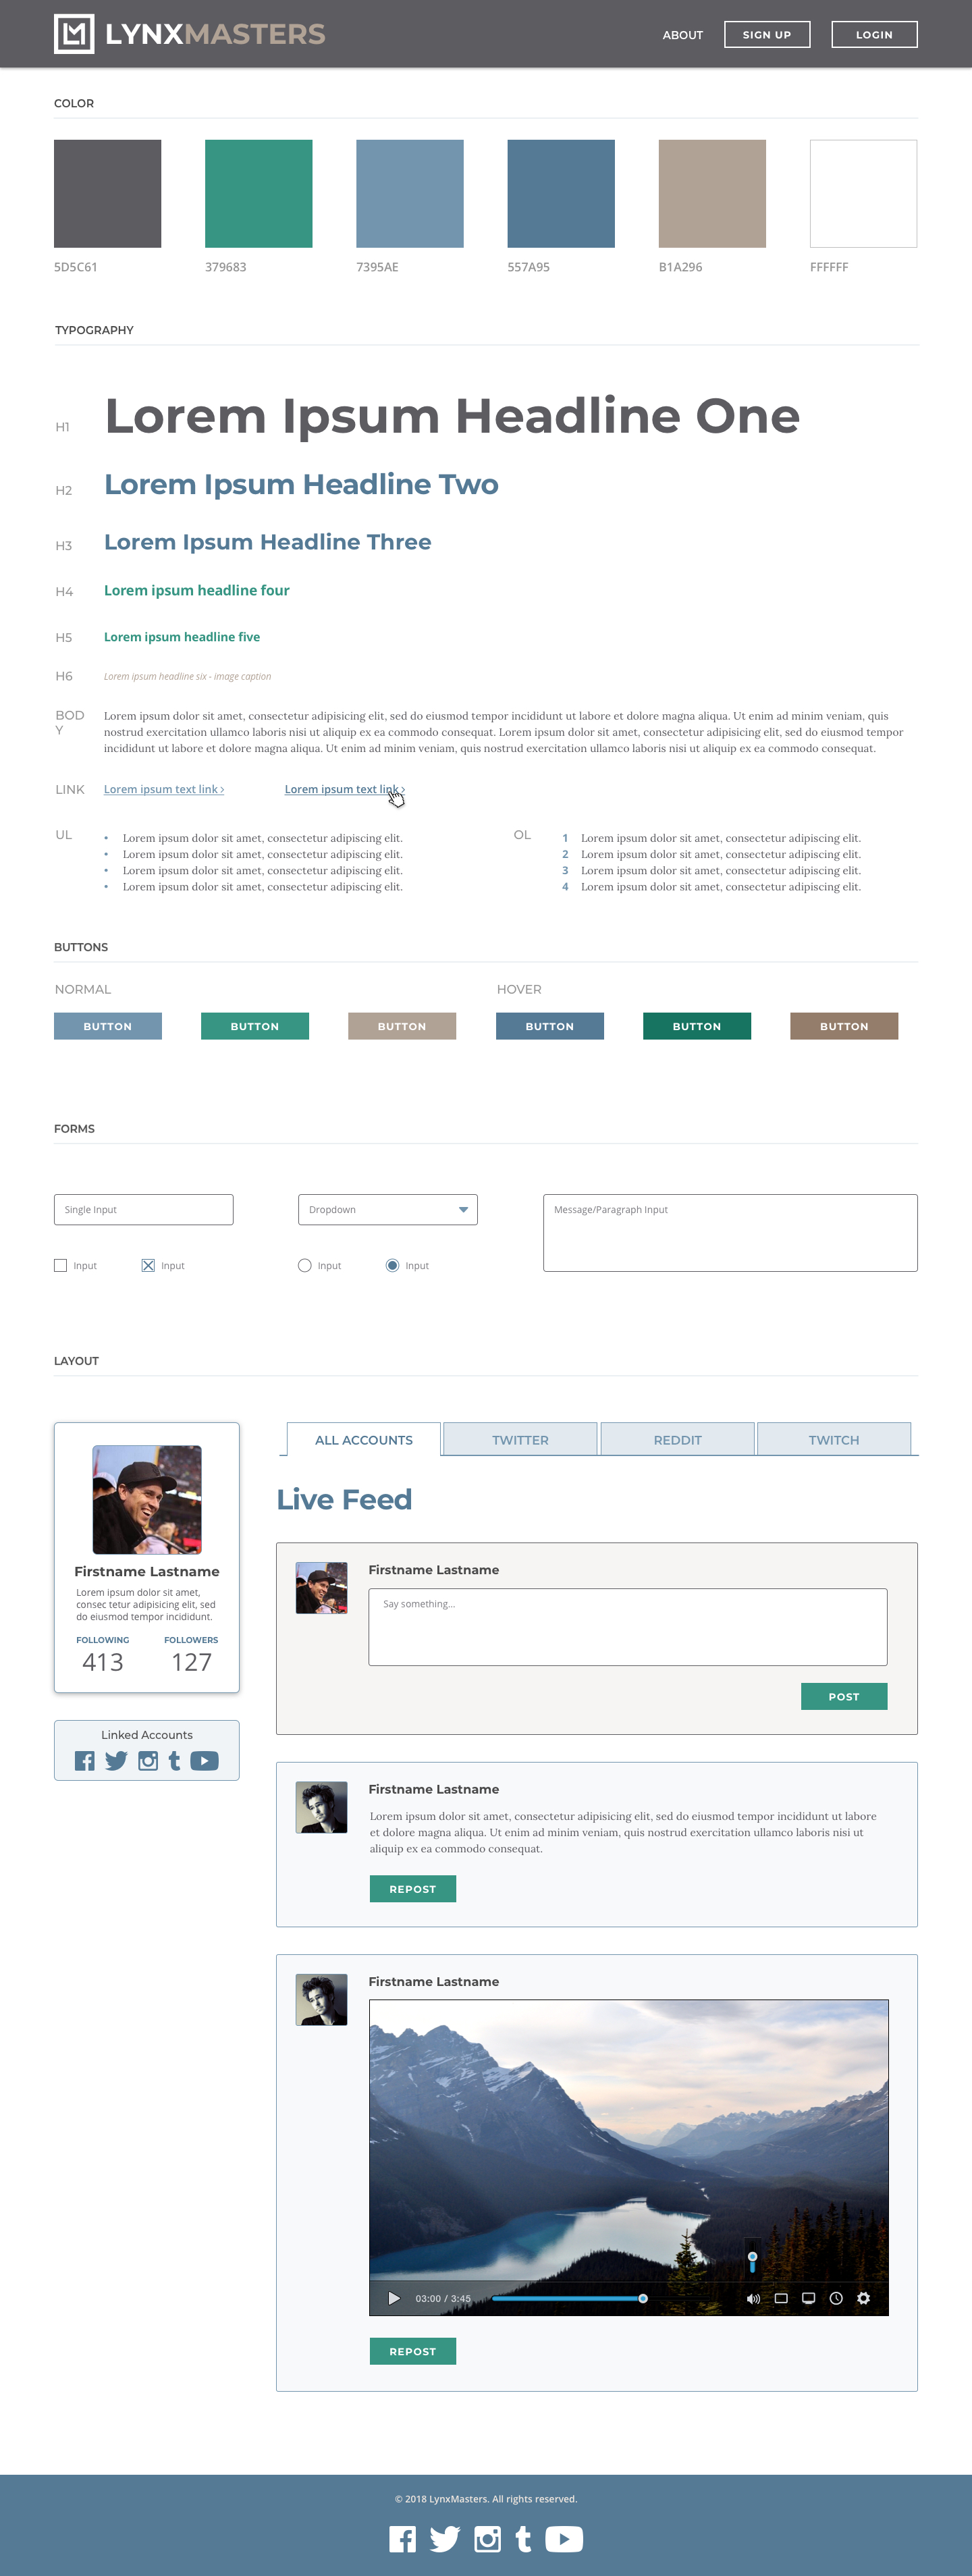 LYNXMASTERS
ABOUT
SIGN UP
LOGIN
COLOR
5D5C61
379683
7395AE
557A95
B1A296
FFFFFF
TYPOGRAPHY
H1
Lorem Ipsum Headline One
H2
Lorem Ipsum Headline Two
H3
Lorem Ipsum Headline Three
H4
Lorem ipsum headline four
H5
Lorem ipsum headline five
H6
Lorem ipsum headline six - image caption
BOD
Y
Lorem ipsum dolor sit amet, consectetur adipisicing elit, sed do eiusmod tempor incididunt ut labore et dolore magna aliqua. Ut enim ad minim veniam, quis
nostrud exercitation ullamco laboris nisi ut aliquip ex ea commodo consequat. Lorem ipsum dolor sit amet, consectetur adipisicing elit, sed do eiusmod tempor
incididunt ut labore et dolore magna aliqua. Ut enim ad minim veniam, quis nostrud exercitation ullamco laboris nisi ut aliquip ex ea commodo consequat.
LINK
Lorem ipsum text link ›
Lorem ipsum text link ›
UL
• Lorem ipsum dolor sit amet, consectetur adipiscing elit.
• Lorem ipsum dolor sit amet, consectetur adipiscing elit.
• Lorem ipsum dolor sit amet, consectetur adipiscing elit.
• Lorem ipsum dolor sit amet, consectetur adipiscing elit.
OL
1 Lorem ipsum dolor sit amet, consectetur adipiscing elit.
2 Lorem ipsum dolor sit amet, consectetur adipiscing elit.
3 Lorem ipsum dolor sit amet, consectetur adipiscing elit.
4 Lorem ipsum dolor sit amet, consectetur adipiscing elit.
BUTTONS
NORMAL
HOVER
BUTTON
BUTTON
BUTTON
BUTTON
BUTTON
BUTTON
FORMS
Single Input
Dropdown
Message/Paragraph Input
Input
Input
Input
Input
LAYOUT
Firstname Lastname
Lorem ipsum dolor sit amet,
consec tetur adipisicing elit, sed
do eiusmod tempor incididunt.
FOLLOWING
FOLLOWERS
413
127
Linked Accounts
ALL ACCOUNTS
TWITTER
REDDIT
TWITCH
Live Feed
Firstname Lastname
Say something...
POST
Firstname Lastname
Lorem ipsum dolor sit amet, consectetur adipisicing elit, sed do eiusmod tempor incididunt ut labore
et dolore magna aliqua. Ut enim ad minim veniam, quis nostrud exercitation ullamco laboris nisi ut
aliquip ex ea commodo consequat.
REPOST
Firstname Lastname
03:00 / 3:45
REPOST
© 2018 LynxMasters. All rights reserved.